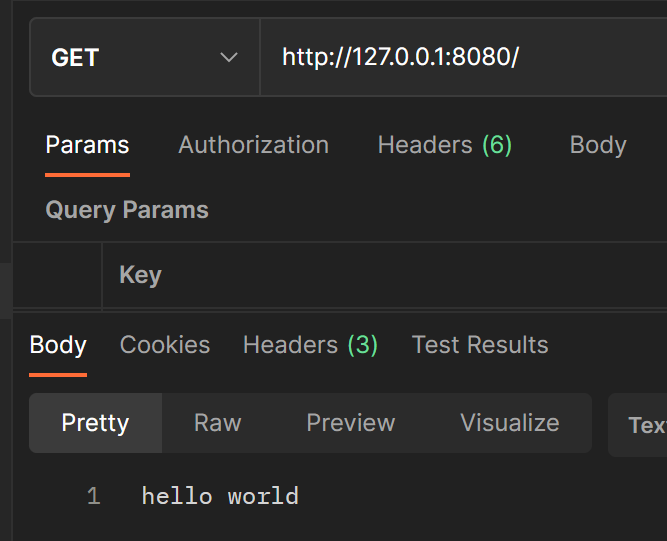 GET http://127.0.0.1:8080/
Params Authorization Headers (6) Body
Query Params
Key
Body Cookies Headers (3) Test Results
Pretty Raw Preview Visualize
1 hello world